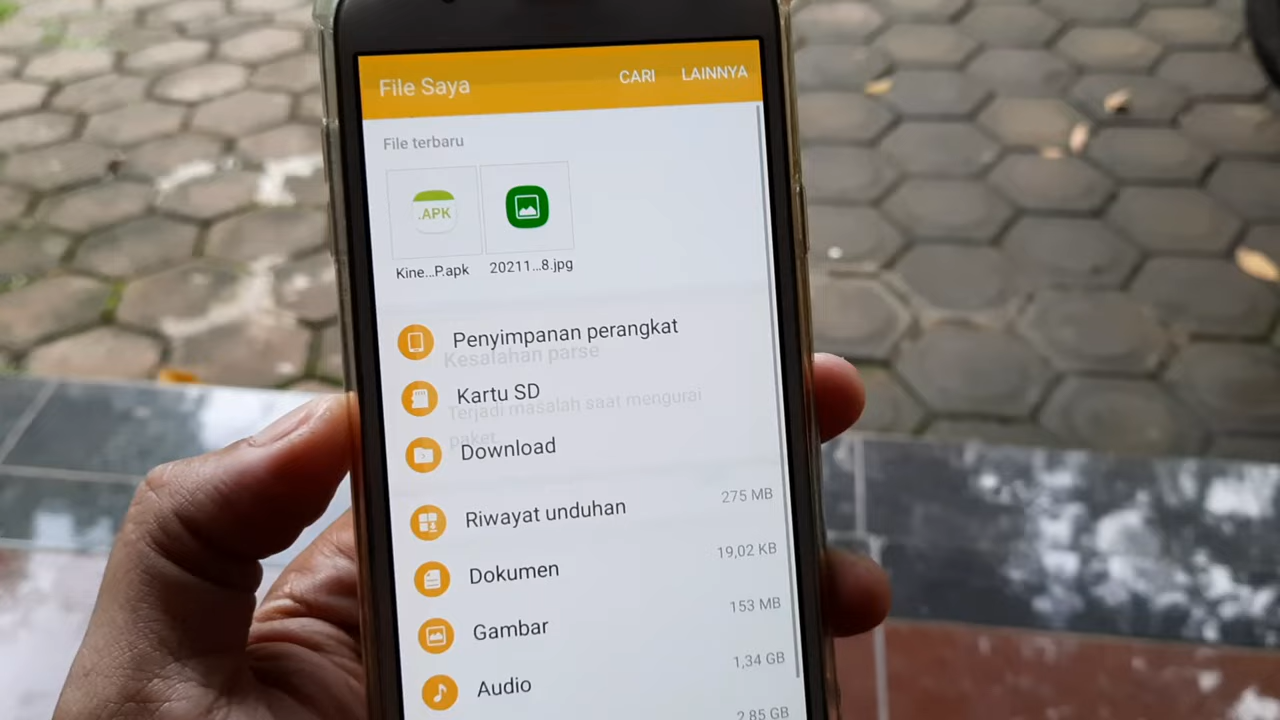 File Saya
CARI
LAINNYA
File terbaru
.APK
Kine...P.apk
20211...8.jpg
Penyimpanan perangkat
Kesalahan parse
Kartu SD
Terjadi masalah saat mengurai
paket.
Download
Riwayat unduhan
275 MB
Dokumen
19,02 KB
Gambar
153 MB
Audio
1,34 GB
2,85 GB